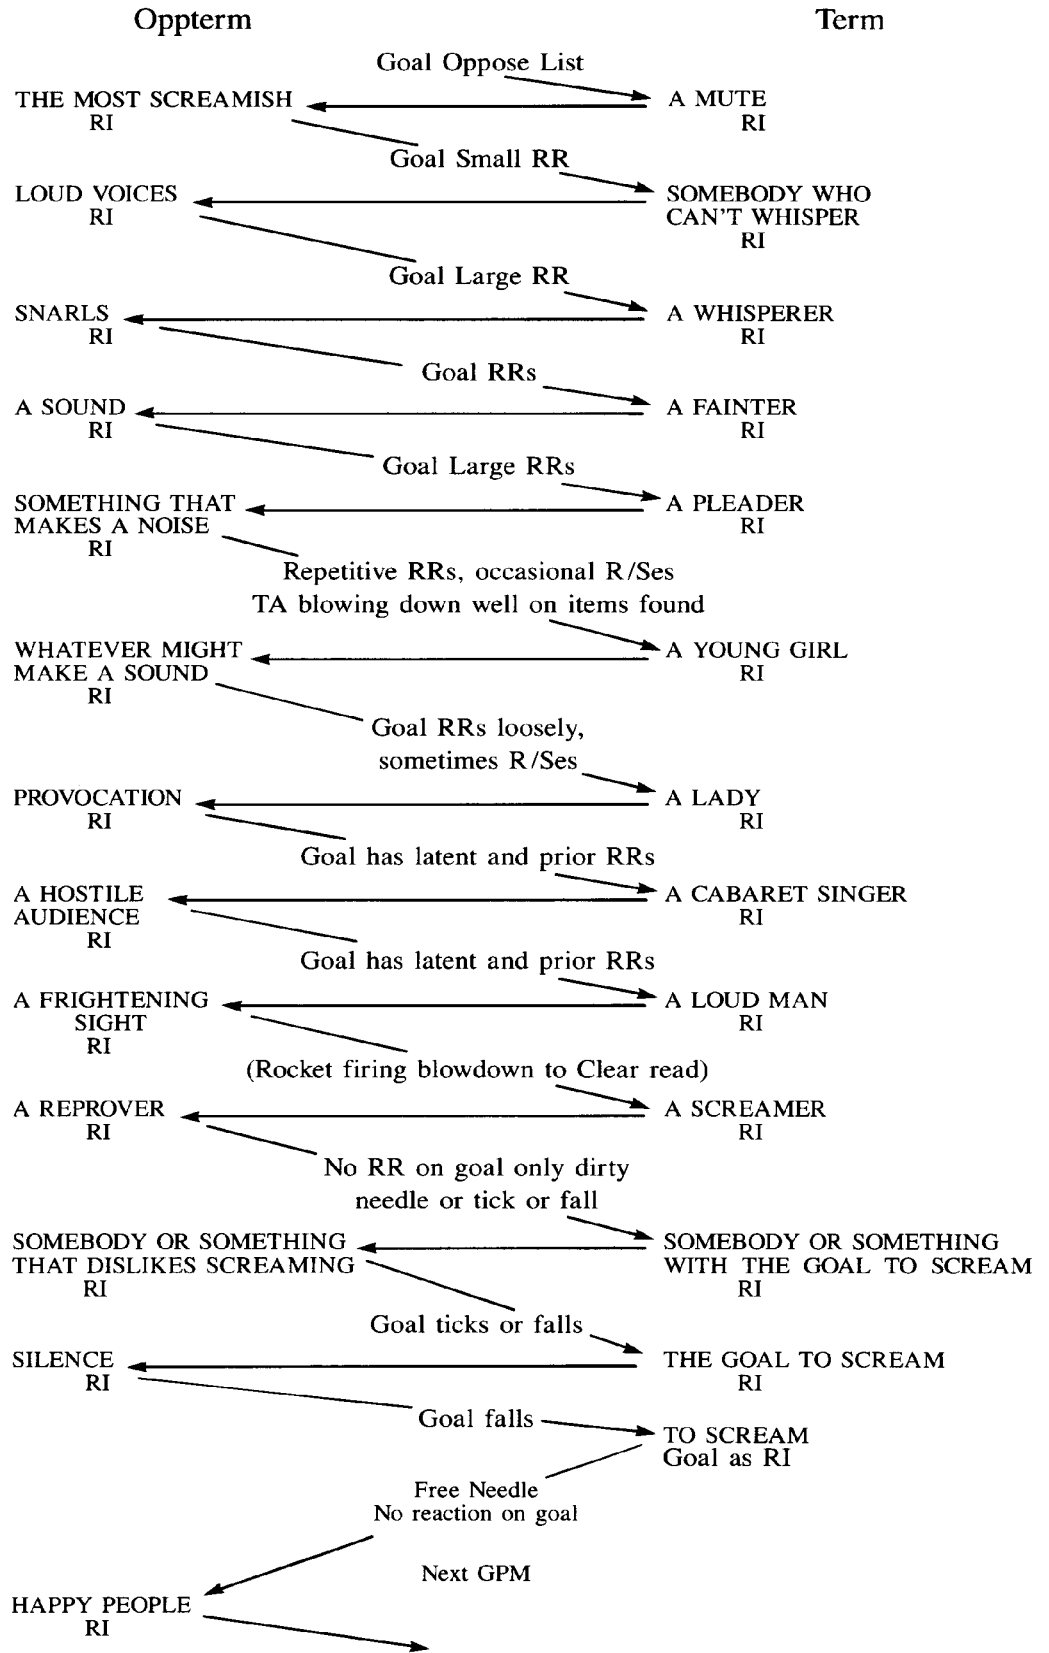 Oppterm Term
Goal Oppose List
THE MOST SCREAMISH A MUTE
RI RI
Goal Small RR
LOUD VOICES SOMEBODY WHO
RI CAN'T WHISPER
RI
Goal Large RR
SNARLS A WHISPERER
RI RI
Goal RRs
A SOUND A FAINTER
RI RI
Goal Large RRs
SOMETHING THAT A PLEADER
MAKES A NOISE RI
RI
Repetitive RRs, occasional R/Ses
TA blowing down well on items found
WHATEVER MIGHT A YOUNG GIRL
MAKE A SOUND RI
RI
Goal RRs loosely,
sometimes R/Ses
PROVOCATION A LADY
RI RI
Goal has latent and prior RRs
A HOSTILE A CABARET SINGER
AUDIENCE RI
RI
Goal has latent and prior RRs
A FRIGHTENING A LOUD MAN
SIGHT RI
RI
(Rocket firing blowdown to Clear read)
A REPROVER A SCREAMER
RI RI
No RR on goal only dirty
needle or tick or fall
SOMEBODY OR SOMETHING SOMEBODY OR SOMETHING
THAT DISLIKES SCREAMING WITH THE GOAL TO SCREAM
RI RI
Goal ticks or falls
SILENCE THE GOAL TO SCREAM
RI RI
Goal falls
TO SCREAM
Goal as RI
Free Needle
No reaction on goal
Next GPM
HAPPY PEOPLE
RI